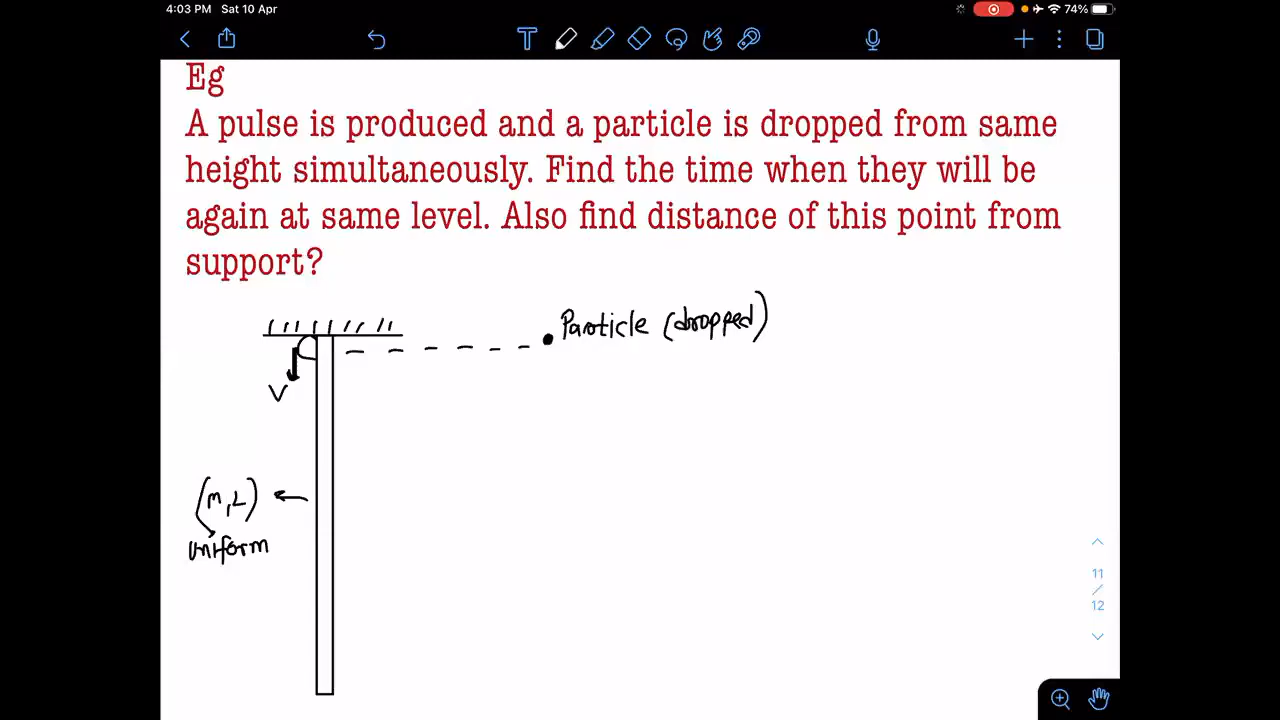 4:03 PM Sat 10 Apr
74%
Eg
A pulse is produced and a particle is dropped from same
height simultaneously. Find the time when they will be
again at same level. Also find distance of this point from
support?
Particle (dropped)
V
(m, L)
uniform
11
/
12